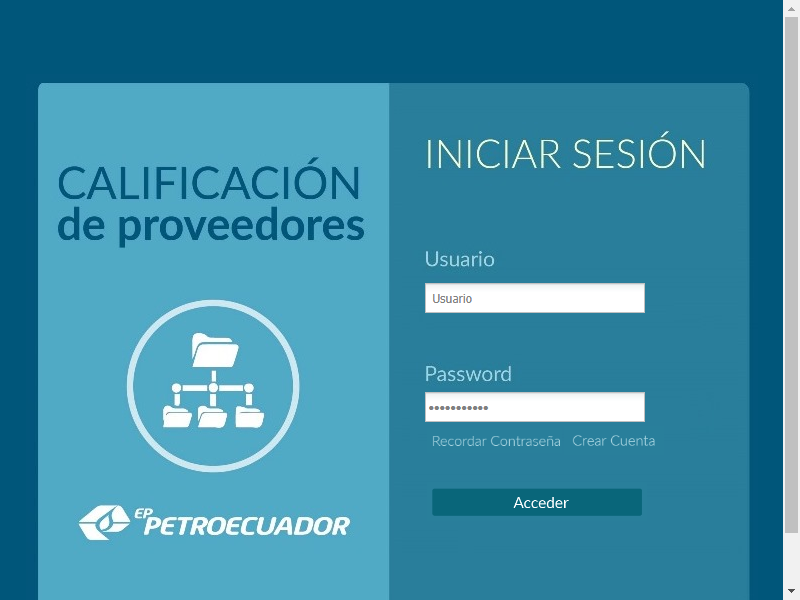 CALIFICACIÓN
de proveedores
EP PETROECUADOR
INICIAR SESIÓN
Usuario
Usuario
Password
•••••••••••
Recordar Contraseña Crear Cuenta
Acceder